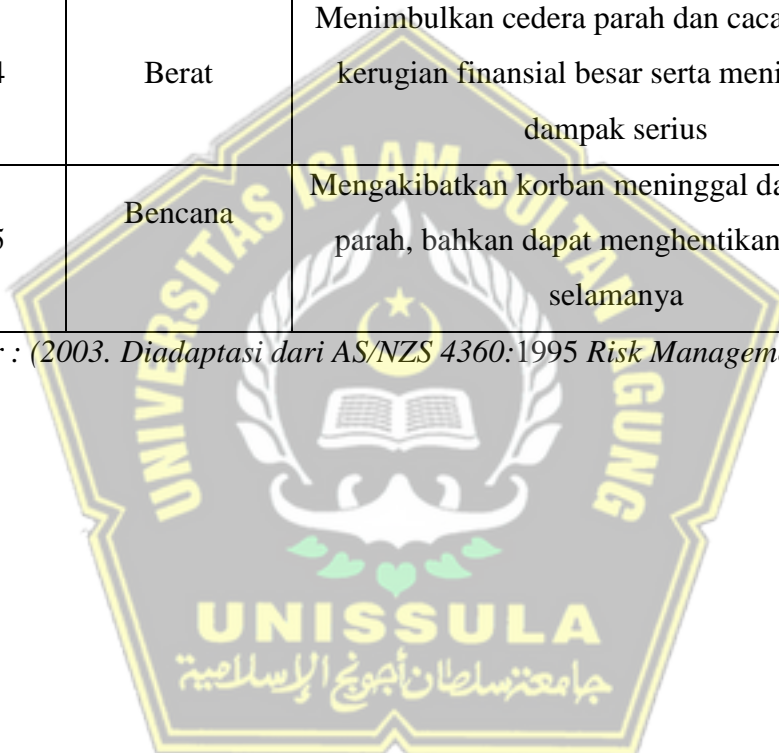 Menimbulkan cedera parah dan caca
4 Berat kerugian finansial besar serta meni
dampak serius
Mengakibatkan korban meninggal da
5 Bencana parah, bahkan dapat menghentikan
selamanya
r : (2003. Diadaptasi dari AS/NZS 4360:1995 Risk Manageme
UNIVERSITAS ISLAM SULTAN AGUNG
UNISSULA
جامعة سلطان أجونج الإسلامية